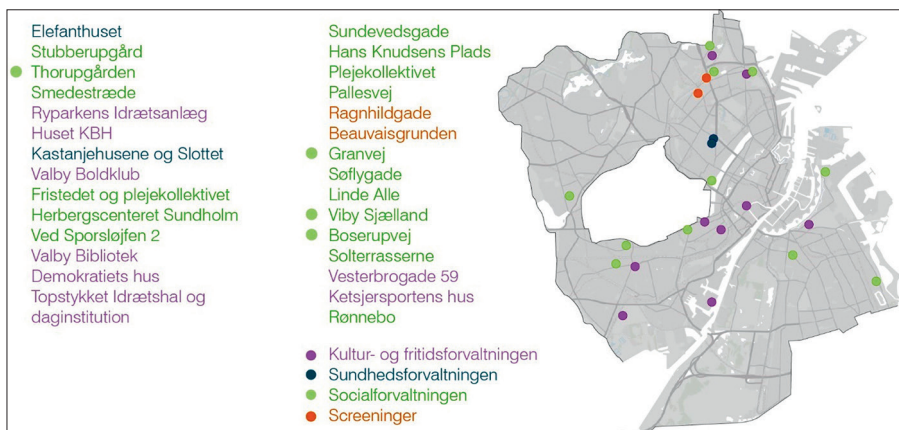 Elefanthuset
Stubberupgård
Thorupgården
Smedestræde
Ryparkens Idrætsanlæg
Huset KBH
Kastanjehusene og Slottet
Valby Boldklub
Fristedet og plejekollektivet
Herbergscenteret Sundholm
Ved Sporsløjfen 2
Valby Bibliotek
Demokratiets hus
Topstykket Idrætshal og
daginstitution
Sundevedsgade
Hans Knudsens Plads
Plejekollektivet
Pallesvej
Ragnhildgade
Beauvaisgrunden
Granvej
Søflygade
Linde Alle
Viby Sjælland
Boserupvej
Solterrasserne
Vesterbrogade 59
Ketsjersportens hus
Rønnebo
Kultur- og fritidsforvaltningen
Sundhedsforvaltningen
Socialforvaltningen
Screeninger